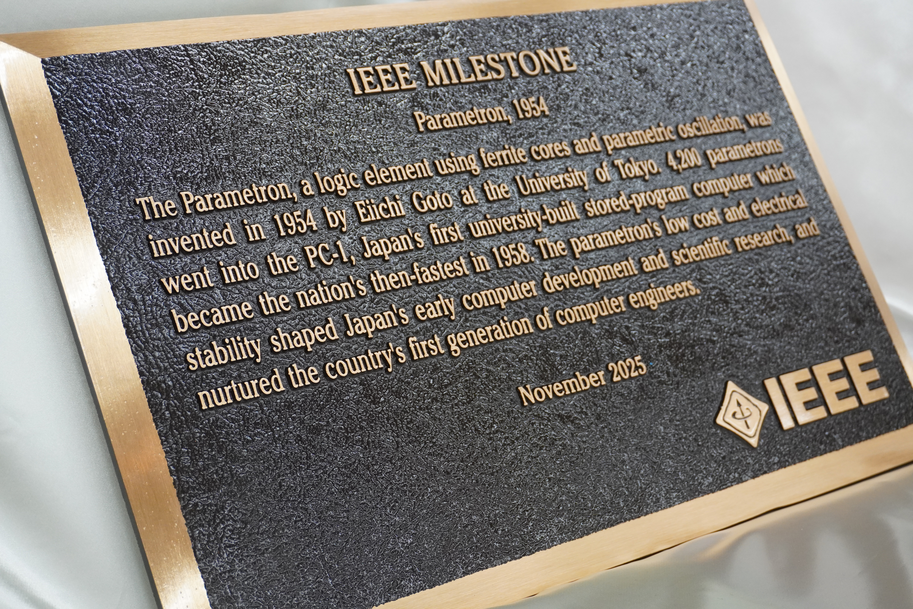 IEEE MILESTONE
Parametron, 1954
The Parametron, a logic element using ferrite cores and parametric oscillation, was
invented in 1954 by Eiichi Goto at the University of Tokyo. 4,200 parametrons
went into the PC-1, Japan's first university-built stored-program computer which
became the nation's then-fastest in 1958. The parametron's low cost and electrical
stability shaped Japan's early computer development and scientific research, and
nurtured the country's first generation of computer engineers.
November 2025
IEEE